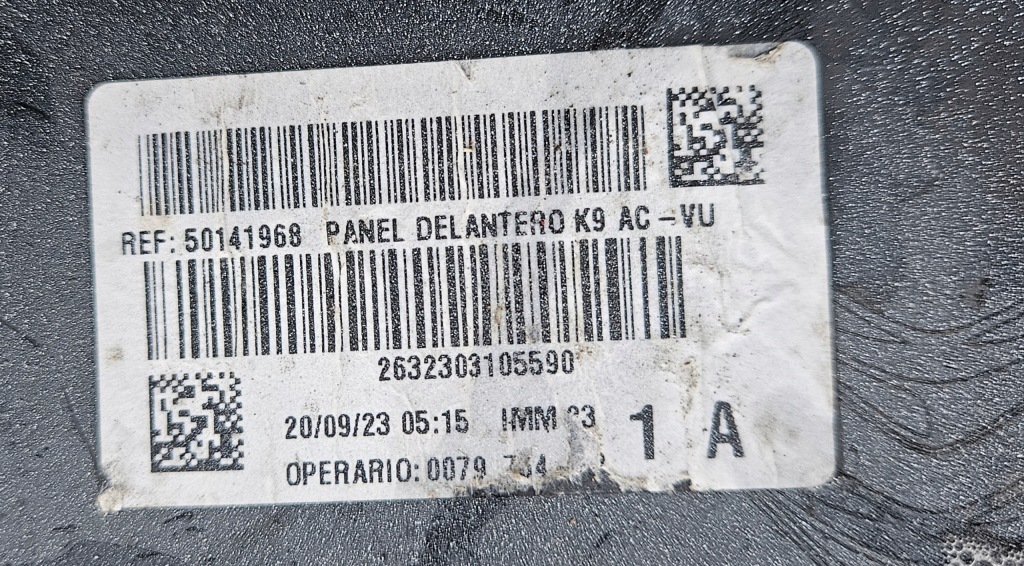 REF: 50141968 PANEL DELANTERO K9 AC -VU
2632303105590
20/09/23 05:15 1 A
OPERARIO: 0079